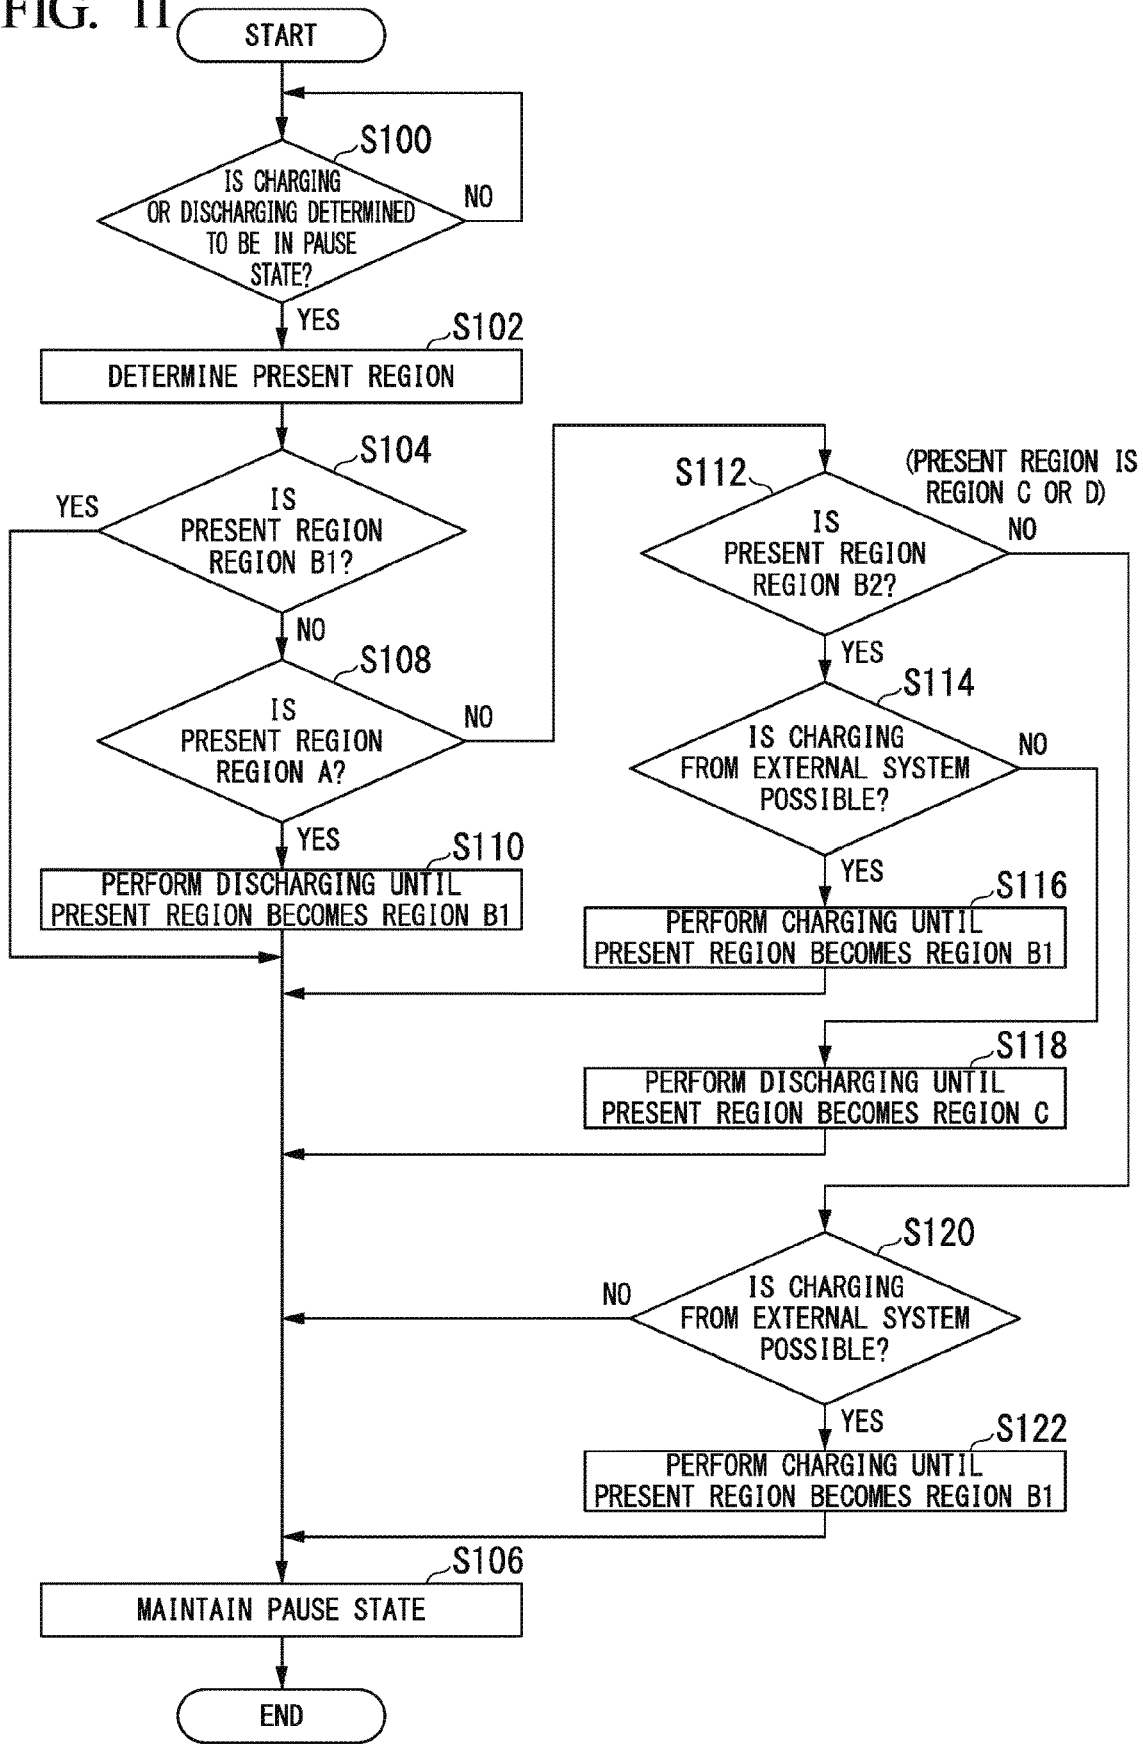 FIG. 11
START
S100
IS CHARGING
OR DISCHARGING DETERMINED
TO BE IN PAUSE
STATE?
NO
YES
S102
DETERMINE PRESENT REGION
S104
YES
IS
PRESENT REGION
REGION B1?
NO
S108
IS
PRESENT REGION
REGION A?
NO
YES
S110
PERFORM DISCHARGING UNTIL
PRESENT REGION BECOMES REGION B1
S112
(PRESENT REGION IS
REGION C OR D)
NO
IS
PRESENT REGION
REGION B2?
YES
S114
IS CHARGING
FROM EXTERNAL SYSTEM
POSSIBLE?
NO
YES
S116
PERFORM CHARGING UNTIL
PRESENT REGION BECOMES REGION B1
S118
PERFORM DISCHARGING UNTIL
PRESENT REGION BECOMES REGION C
S120
NO
IS CHARGING
FROM EXTERNAL SYSTEM
POSSIBLE?
YES
S122
PERFORM CHARGING UNTIL
PRESENT REGION BECOMES REGION B1
S106
MAINTAIN PAUSE STATE
END